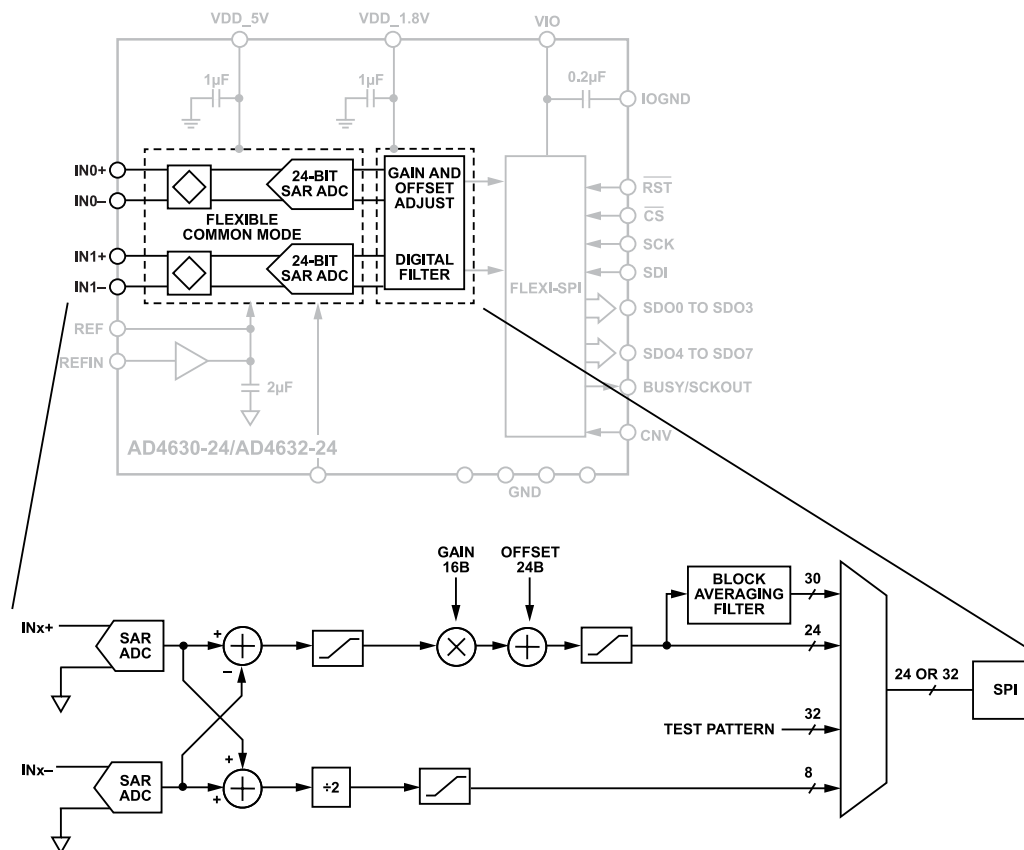 VDD_5V
VDD_1.8V
VIO
1µF
1µF
0.2µF
IOGND
IN0+
IN0–
24-BIT
SAR ADC
GAIN AND
OFFSET
ADJUST
FLEXIBLE
COMMON MODE
IN1+
IN1–
24-BIT
SAR ADC
DIGITAL
FILTER
FLEXI-SPI
RST
CS
SCK
SDI
SDO0 TO SDO3
SDO4 TO SDO7
BUSY/SCKOUT
CNV
REF
REFIN
2µF
AD4630-24/AD4632-24
GND
GAIN
16B
OFFSET
24B
BLOCK
AVERAGING
FILTER
30
INx+
SAR
ADC
+
–
24
24 OR 32
SPI
TEST PATTERN
32
INx–
SAR
ADC
+
+
÷2
8